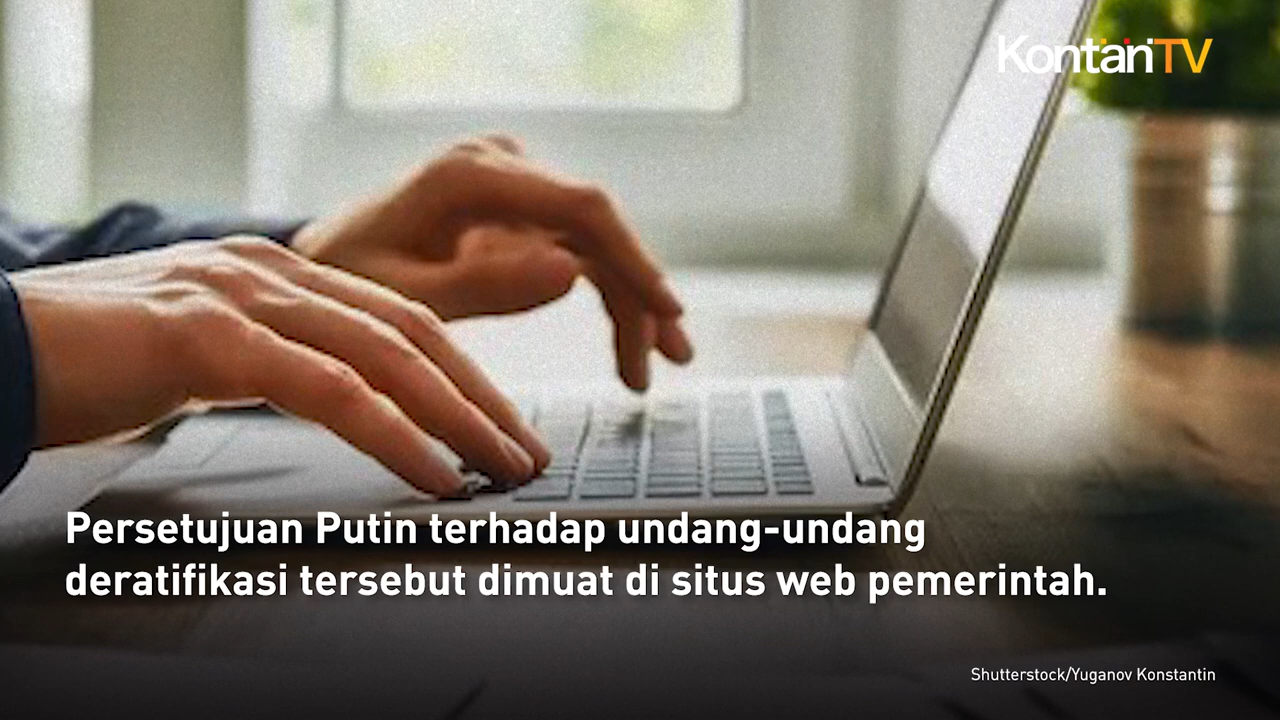 KontanTV
Persetujuan Putin terhadap undang-undang
deratifikasi tersebut dimuat di situs web pemerintah.
Shutterstock/Yuganov Konstantin